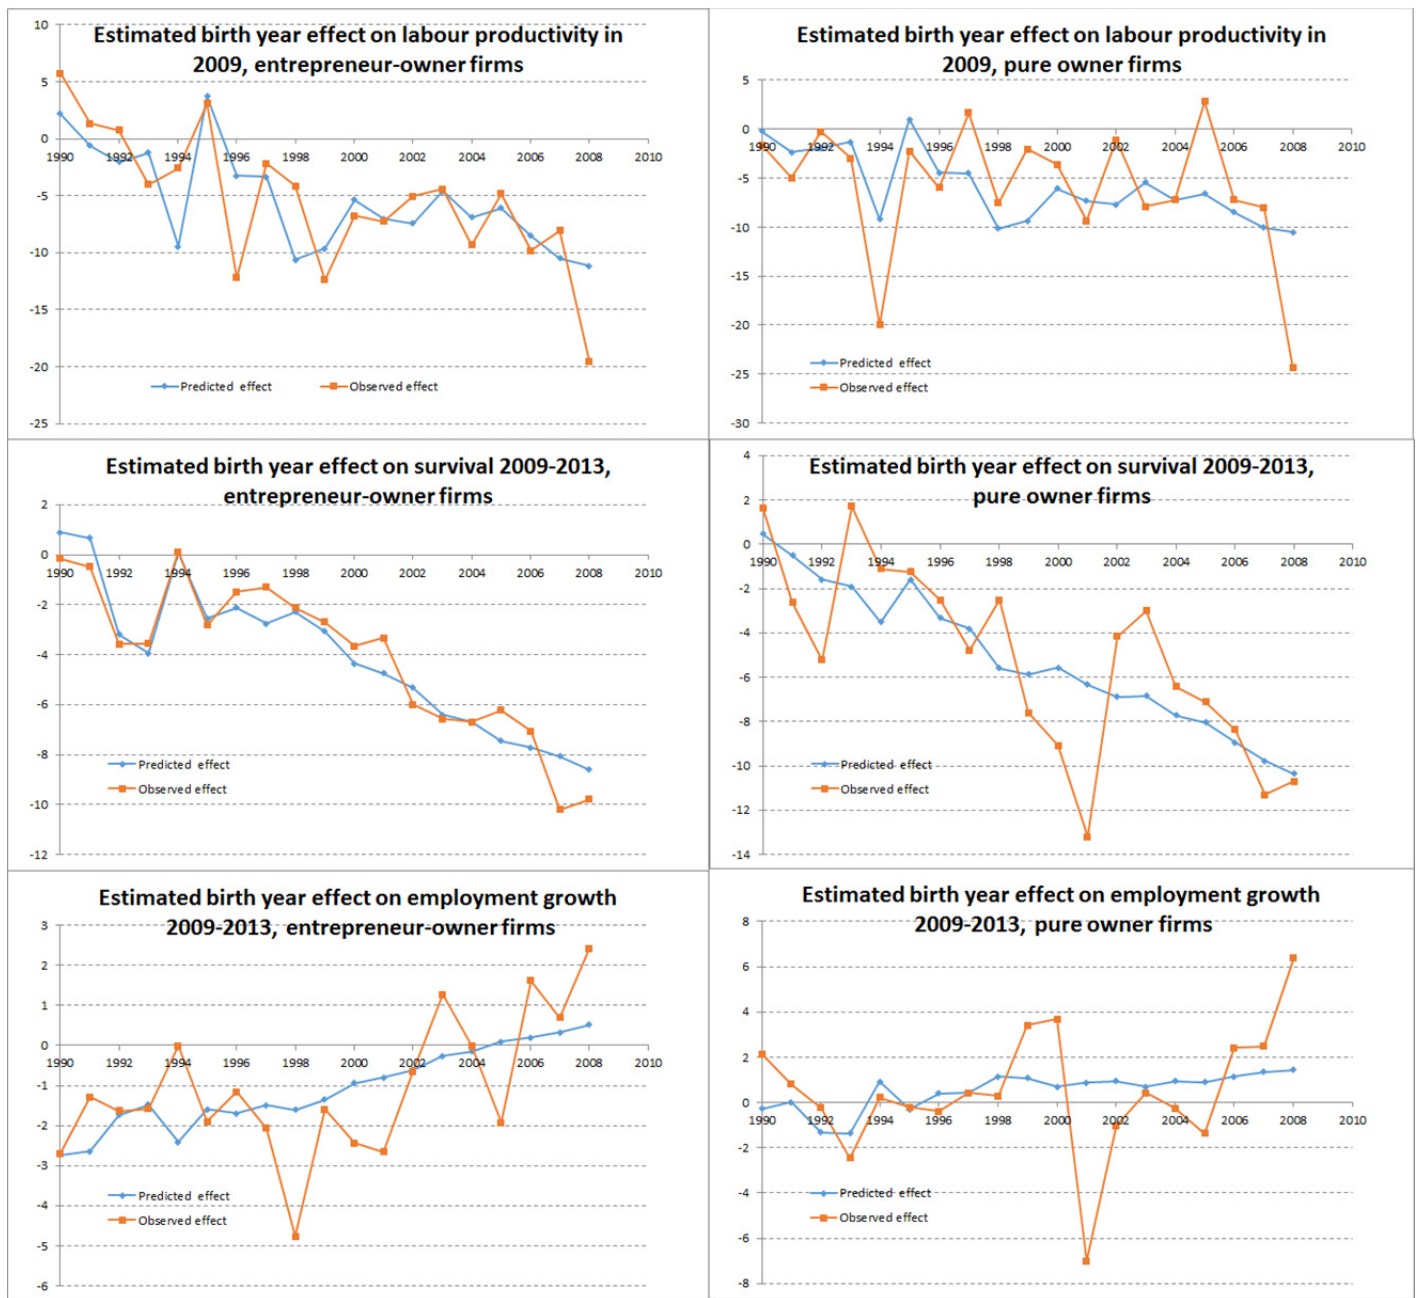 Estimated birth year effect on labour productivity in
2009, entrepreneur-owner firms
10
5
0
-5
-10
-15
-20
-25
1990 1992 1994 1996 1998 2000 2002 2004 2006 2008 2010
Predicted effect Observed effect
Estimated birth year effect on labour productivity in
2009, pure owner firms
5
0
-5
-10
-15
-20
-25
-30
1990 1992 1994 1996 1998 2000 2002 2004 2006 2008 2010
Predicted effect
Observed effect
Estimated birth year effect on survival 2009-2013,
entrepreneur-owner firms
2
0
-2
-4
-6
-8
-10
-12
1990 1992 1994 1996 1998 2000 2002 2004 2006 2008 2010
Predicted effect
Observed effect
Estimated birth year effect on survival 2009-2013,
pure owner firms
4
2
0
-2
-4
-6
-8
-10
-12
-14
1990 1992 1994 1996 1998 2000 2002 2004 2006 2008 2010
Predicted effect
Observed effect
Estimated birth year effect on employment growth
2009-2013, entrepreneur-owner firms
3
2
1
0
-1
-2
-3
-4
-5
-6
1990 1992 1994 1996 1998 2000 2002 2004 2006 2008 2010
Predicted effect
Observed effect
Estimated birth year effect on employment growth
2009-2013, pure owner firms
8
6
4
2
0
-2
-4
-6
-8
1990 1992 1994 1996 1998 2000 2002 2004 2006 2008 2010
Predicted effect
Observed effect